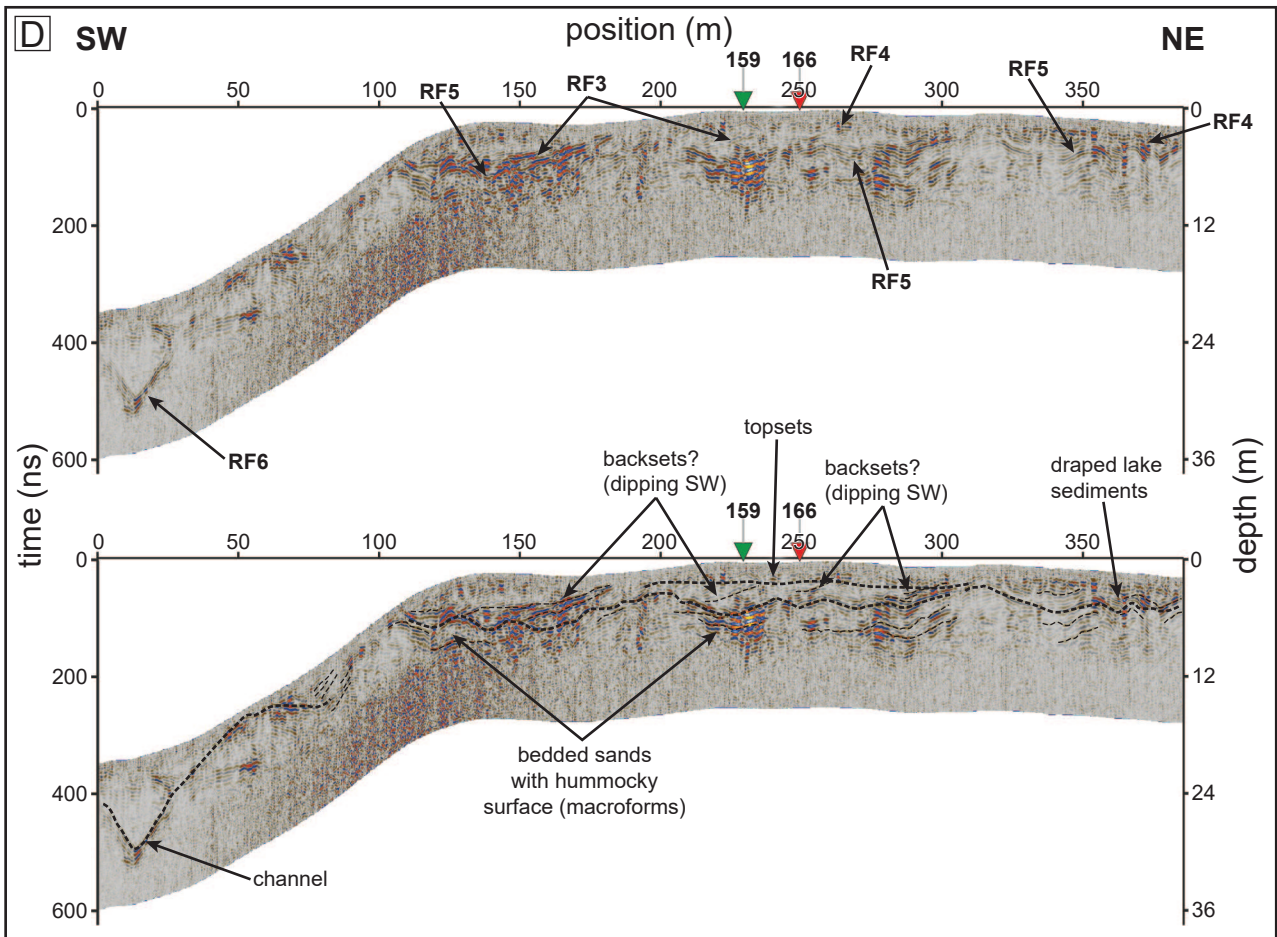 D SW position (m) NE
159 166 RF4
RF5 RF3 RF5 RF4
0 50 100 150 200 250 300 350
0 0
200 12
400 24
600 36
RF5
RF6
time (ns)
depth (m)
topsets
backsets?
(dipping SW)
backsets?
(dipping SW)
draped lake
sediments
159 166
0 50 100 150 200 250 300 350
0 0
200 12
400 24
600 36
bedded sands
with hummocky
surface (macroforms)
channel